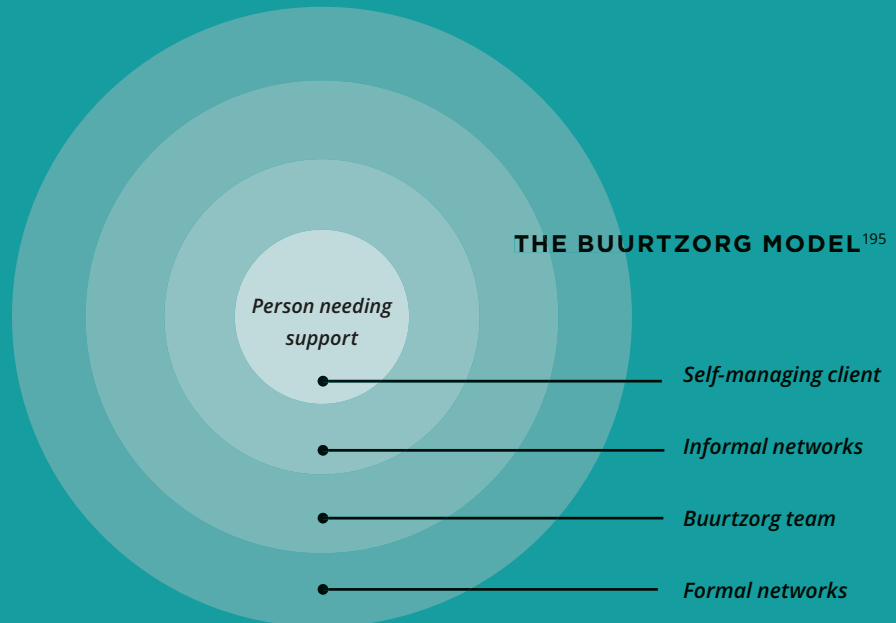 THE BUURTZORG MODEL195
Person needing
support
Self-managing client
Informal networks
Buurtzorg team
Formal networks